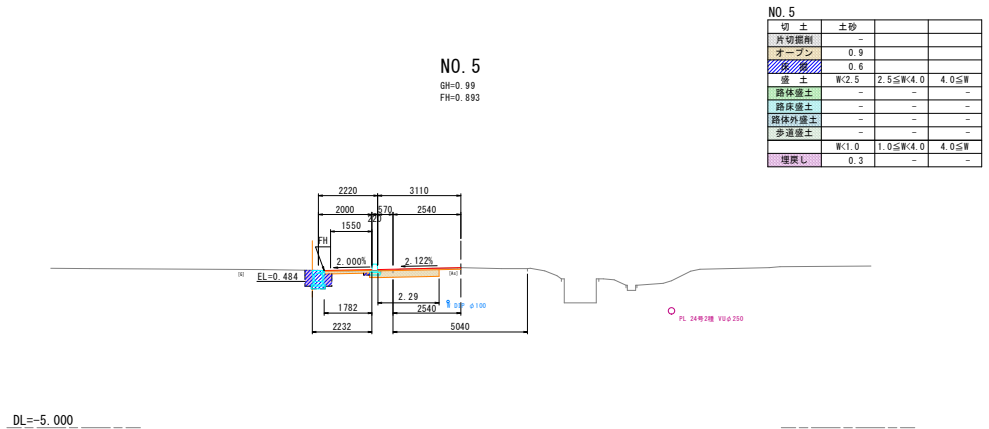 NO.5
切 土 土砂
片切掘削 -
オープン 0.9
床 掘 0.6
盛 土 W<2.5 2.5≦W<4.0 4.0≦W
路体盛土 - - -
路床盛土 - - -
路体外盛土 - - -
歩道盛土 - - -
W<1.0 1.0≦W<4.0 4.0≦W
埋戻し 0.3 - -
NO.5
GH=0.99
FH=0.893
2220 3110
2000 570 2540
220
1550
FH
2.000% 2.122%
EL=0.484
2.29
DIP φ100
1782 2540
2232 5040
PL 24号2種 VUφ250
DL=-5.000